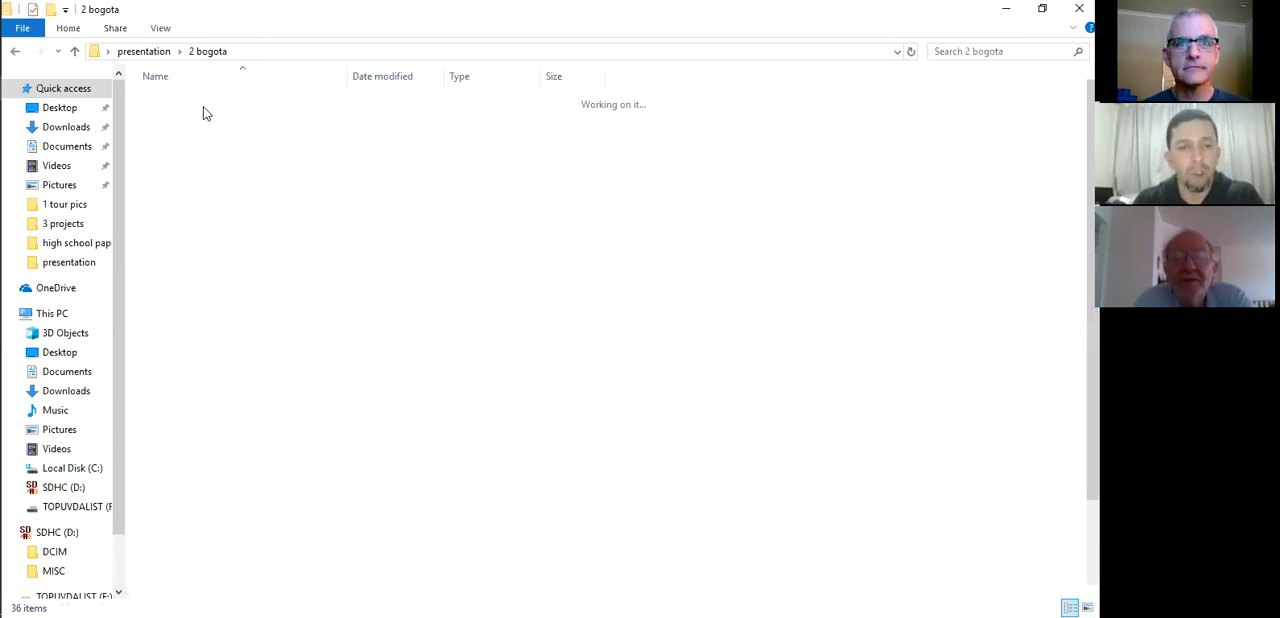 2 bogota
File Home Share View
presentation 2 bogota
Search 2 bogota
Name Date modified Type Size
Working on it...
Quick access
Desktop
Downloads
Documents
Videos
Pictures
1 tour pics
3 projects
high school pap
presentation
OneDrive
This PC
3D Objects
Desktop
Documents
Downloads
Music
Pictures
Videos
Local Disk (C:)
SDHC (D:)
TOPUVDALIST (F
SDHC (D:)
DCIM
MISC
TOPUVDALIST (F:)
36 items